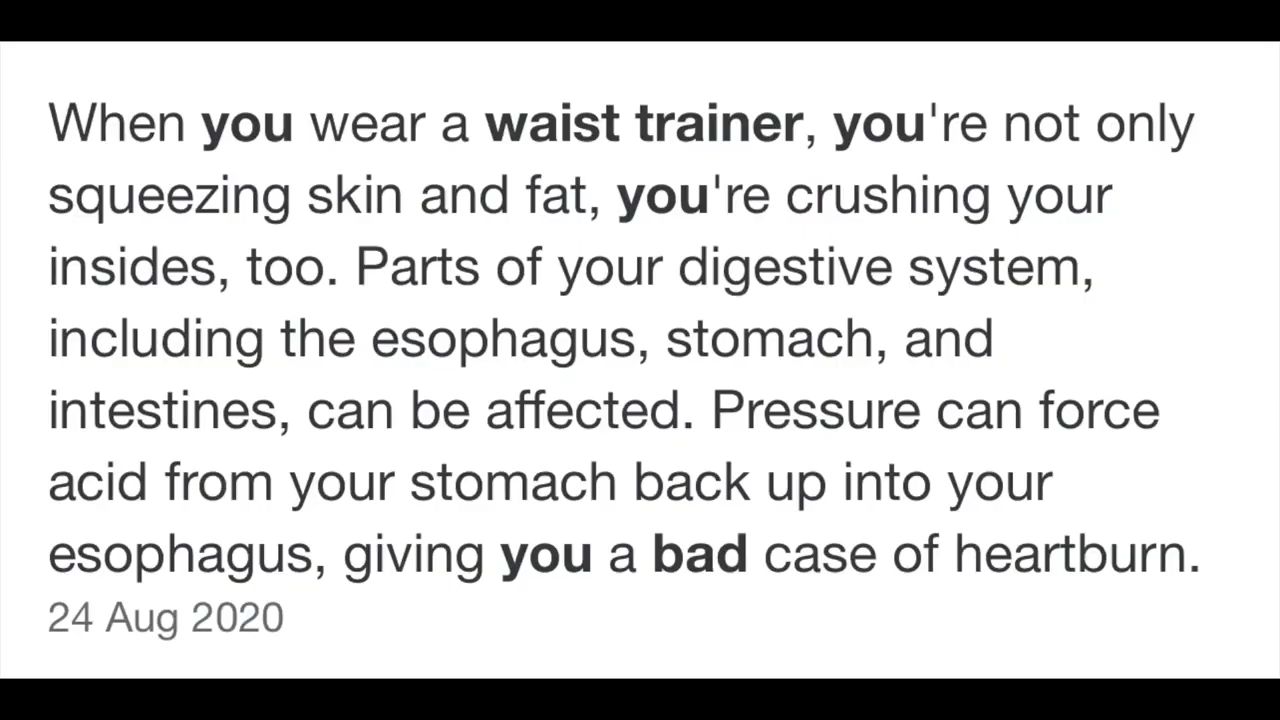 When you wear a waist trainer, you're not only
squeezing skin and fat, you're crushing your
insides, too. Parts of your digestive system,
including the esophagus, stomach, and
intestines, can be affected. Pressure can force
acid from your stomach back up into your
esophagus, giving you a bad case of heartburn.
24 Aug 2020